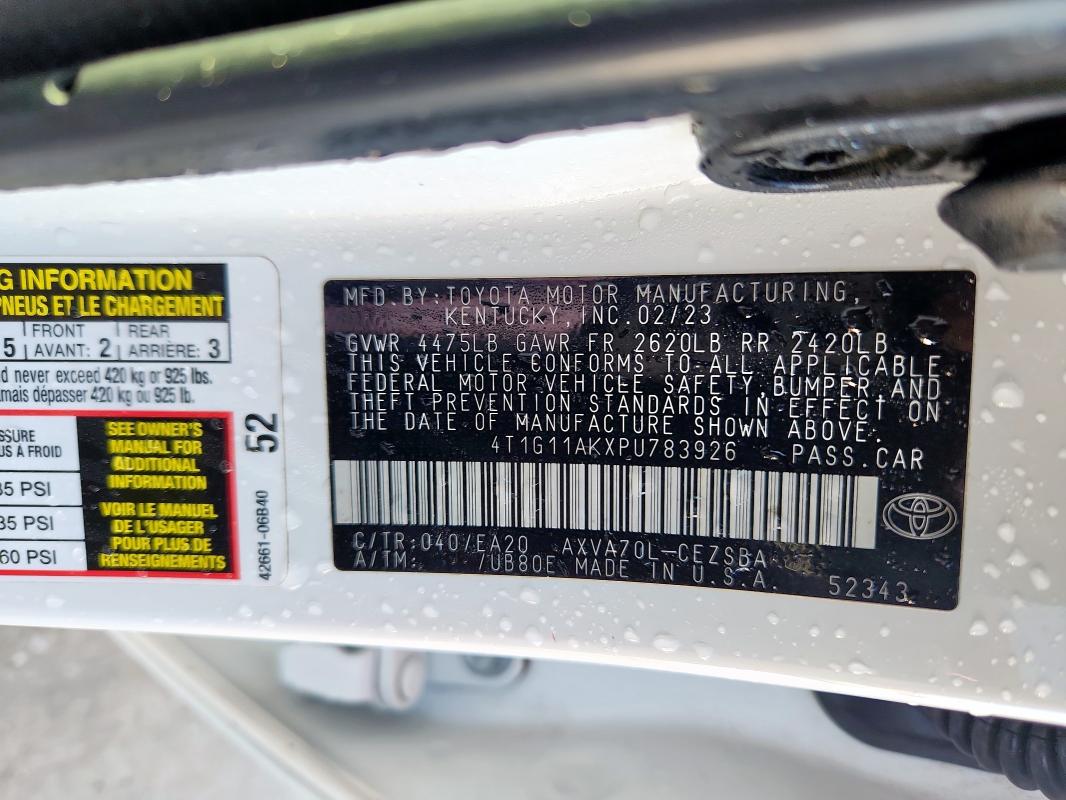 G INFORMATION
PNEUS ET LE CHARGEMENT
5 FRONT AVANT: 2 REAR ARRIÈRE: 3
never exceed 420 kg or 925 lbs.
dépasser 420 kg ou 925 lb.
À FROID
35 PSI
35 PSI
60 PSI
SEE OWNER'S
MANUAL FOR
ADDITIONAL
INFORMATION
VOIR LE MANUEL
DE L'USAGER
POUR PLUS DE
RENSEIGNEMENTS
52
42661-06B40
MFD.BY:TOYOTA MOTOR MANUFACTURING,
KENTUCKY,INC.02/23
GVWR 4475LB GAWR FR 2620LB RR 2420LB
THIS VEHICLE CONFORMS TO ALL APPLICABLE
FEDERAL MOTOR VEHICLE SAFETY,BUMPER,AND
THEFT PREVENTION STANDARDS IN EFFECT ON
THE DATE OF MANUFACTURE SHOWN ABOVE.
4T1G11AKXPU783926 PASS.CAR
C/TR:040/EA20 AXVA70L-CEZSBA
A/TM: /UB80E MADE IN U.S.A.
52343